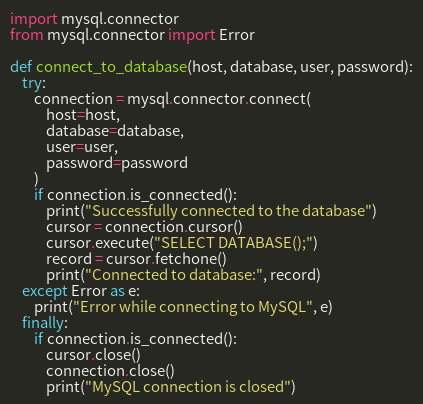 import mysql.connector
from mysql.connector import Error

def connect_to_database(host, database, user, password):
    try:
        connection = mysql.connector.connect(
            host=host,
            database=database,
            user=user,
            password=password
        )
        if connection.is_connected():
            print("Successfully connected to the database")
            cursor = connection.cursor()
            cursor.execute("SELECT DATABASE();")
            record = cursor.fetchone()
            print("Connected to database:", record)
    except Error as e:
        print("Error while connecting to MySQL", e)
    finally:
        if connection.is_connected():
            cursor.close()
            connection.close()
            print("MySQL connection is closed")